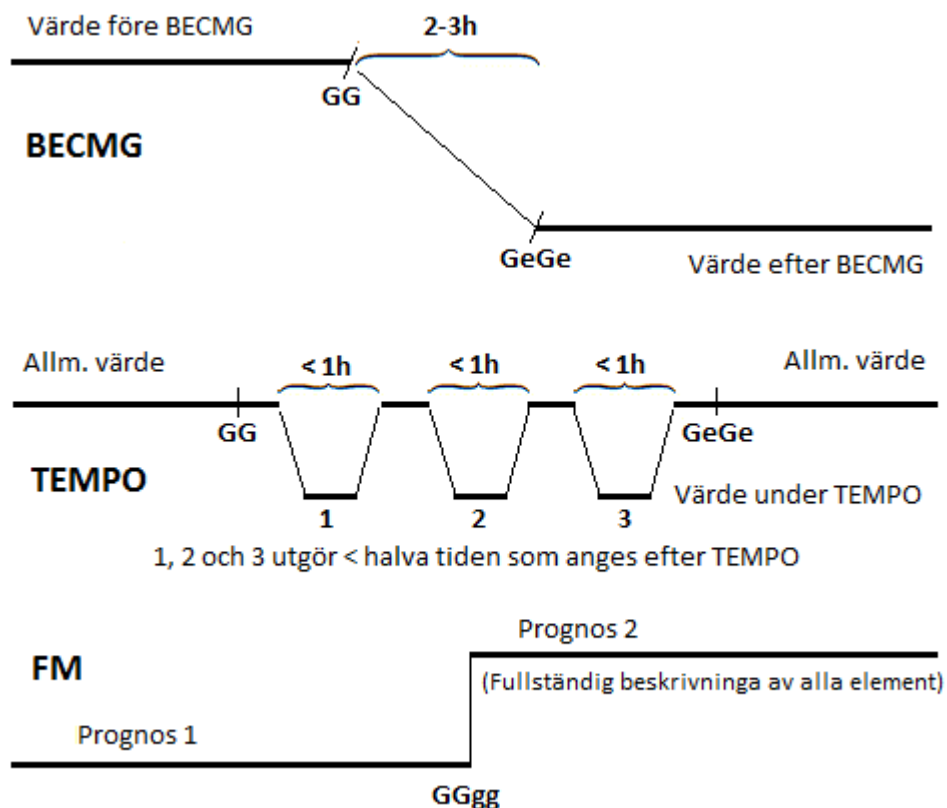 Värde före BECMG
2-3h
GG
BECMG
GeGe
Värde efter BECMG
Allm. värde
< 1h
< 1h
< 1h
Allm. värde
GG
GeGe
TEMPO
Värde under TEMPO
1
2
3
1, 2 och 3 utgör < halva tiden som anges efter TEMPO
Prognos 2
FM
(Fullständig beskrivninga av alla element)
Prognos 1
GGgg